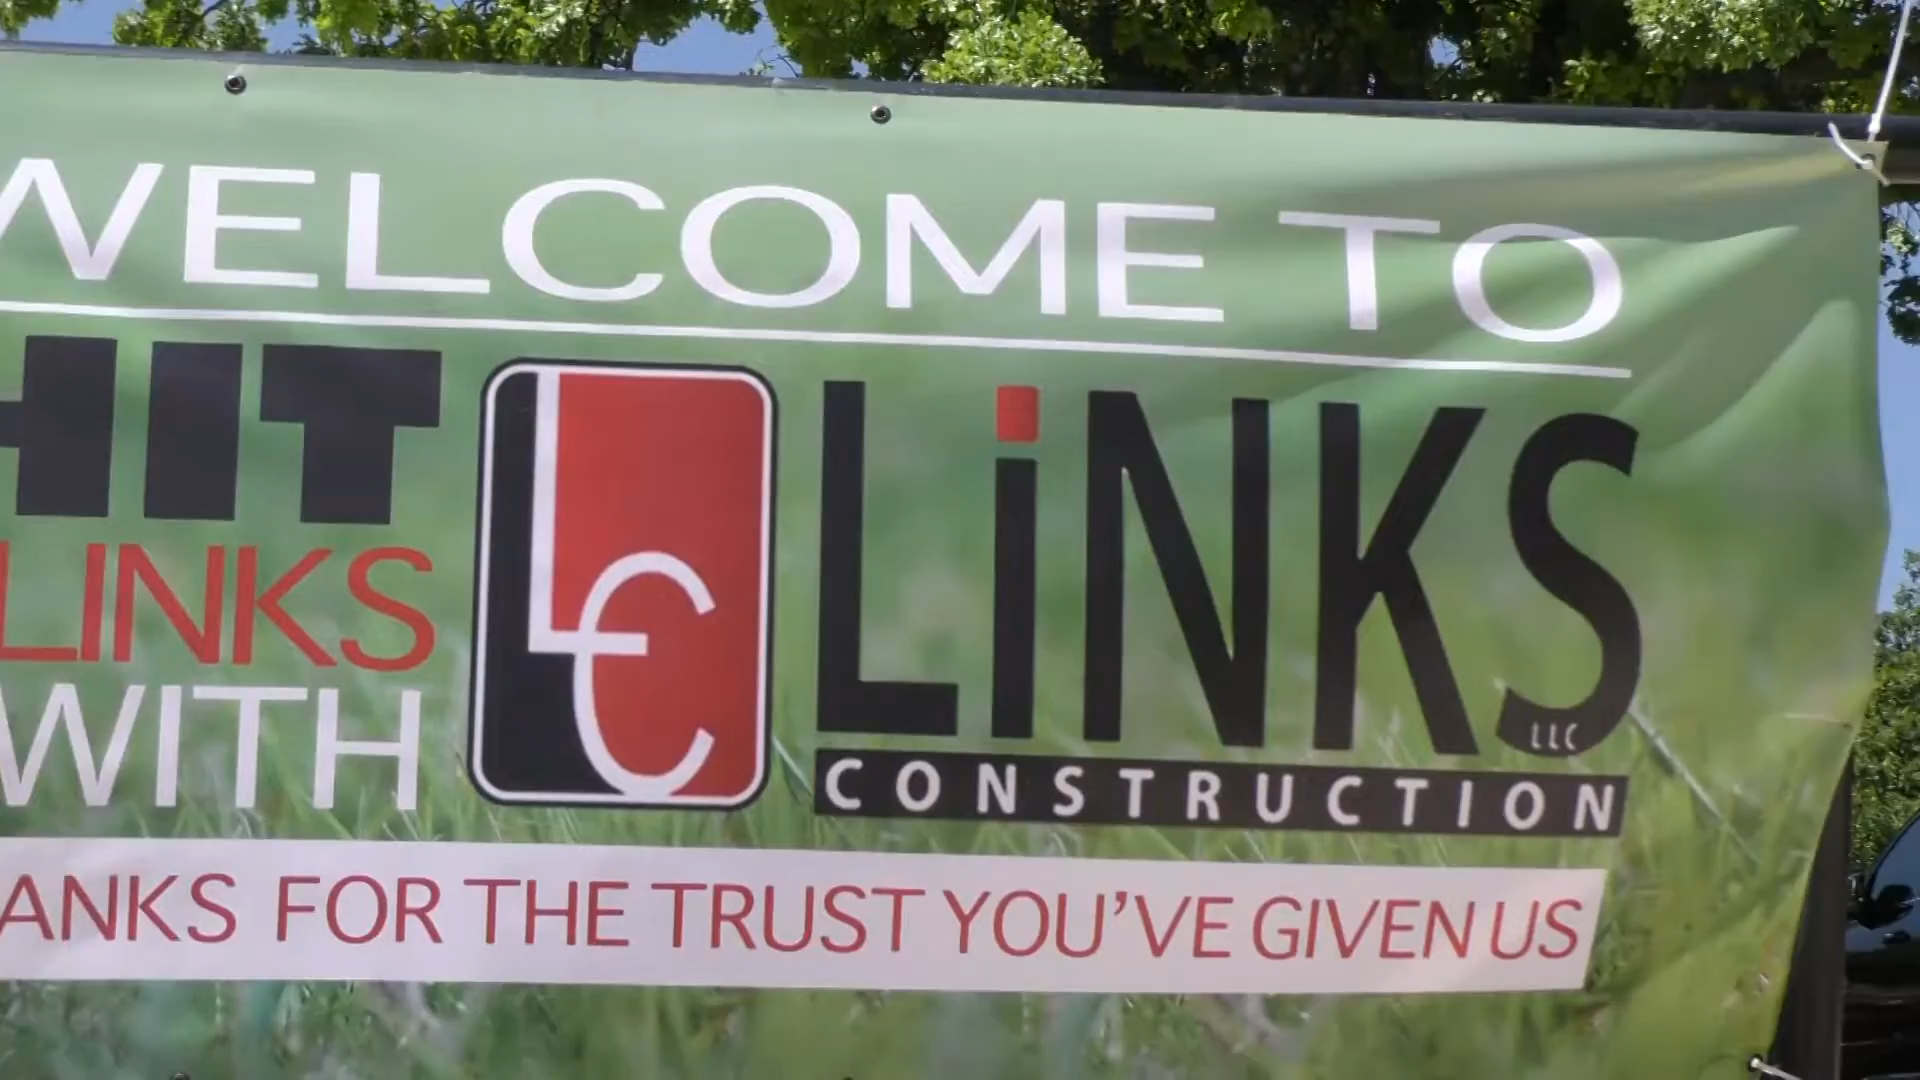 WELCOME TO
HIT
LINKS
WITH
LC
LiNKS
LLC
CONSTRUCTION
ANKS FOR THE TRUST YOU'VE GIVEN US